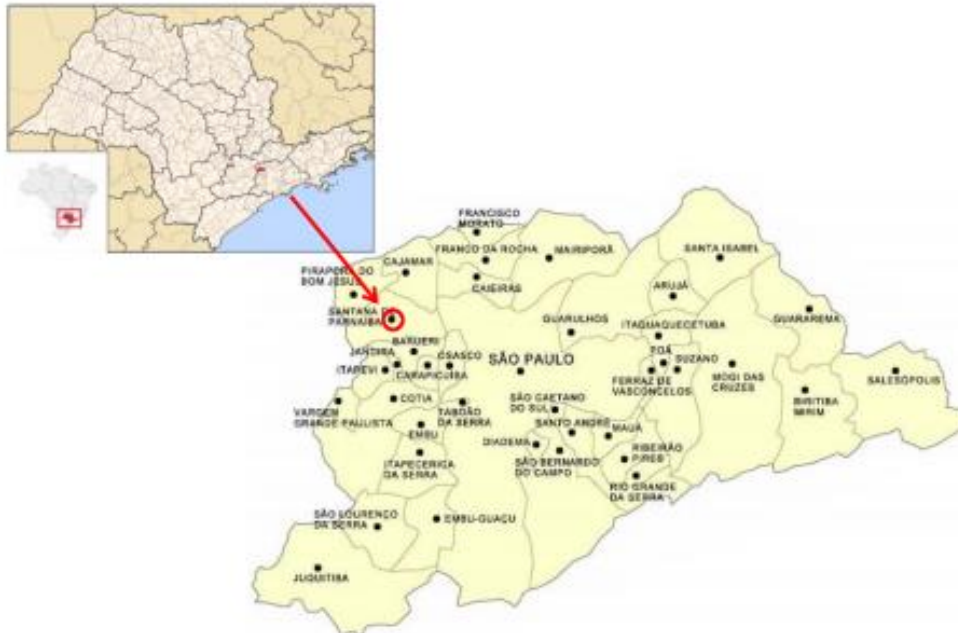 FRANCISCO
MORATO
FRANCO DA ROCHA
MAIRIPORÃ
SANTA ISABEL
CAJAMAR
PIRAPORA DO
BOM JESUS
CAIEIRAS
ARUJÁ
SANTANA DE
PARNAÍBA
GUARULHOS
GUARAREMA
ITAQUAQUECETUBA
BARUERI
JANDIRA
OSASCO
SÃO PAULO
POÁ
SUZANO
ITAPEVI
CARAPICUÍBA
FERRAZ DE
VASCONCELOS
MOGI DAS
CRUZES
SALESÓPOLIS
COTIA
SÃO CAETANO
DO SUL
BIRITIBA
MIRIM
VARGEM
GRANDE PAULISTA
TABOÃO
DA SERRA
SANTO ANDRÉ
MAUÁ
EMBU
DIADEMA
RIBEIRÃO
PIRES
ITAPECERICA
DA SERRA
SÃO BERNARDO
DO CAMPO
RIO GRANDE
DA SERRA
SÃO LOURENÇO
DA SERRA
EMBU-GUAÇU
JUQUITIBA